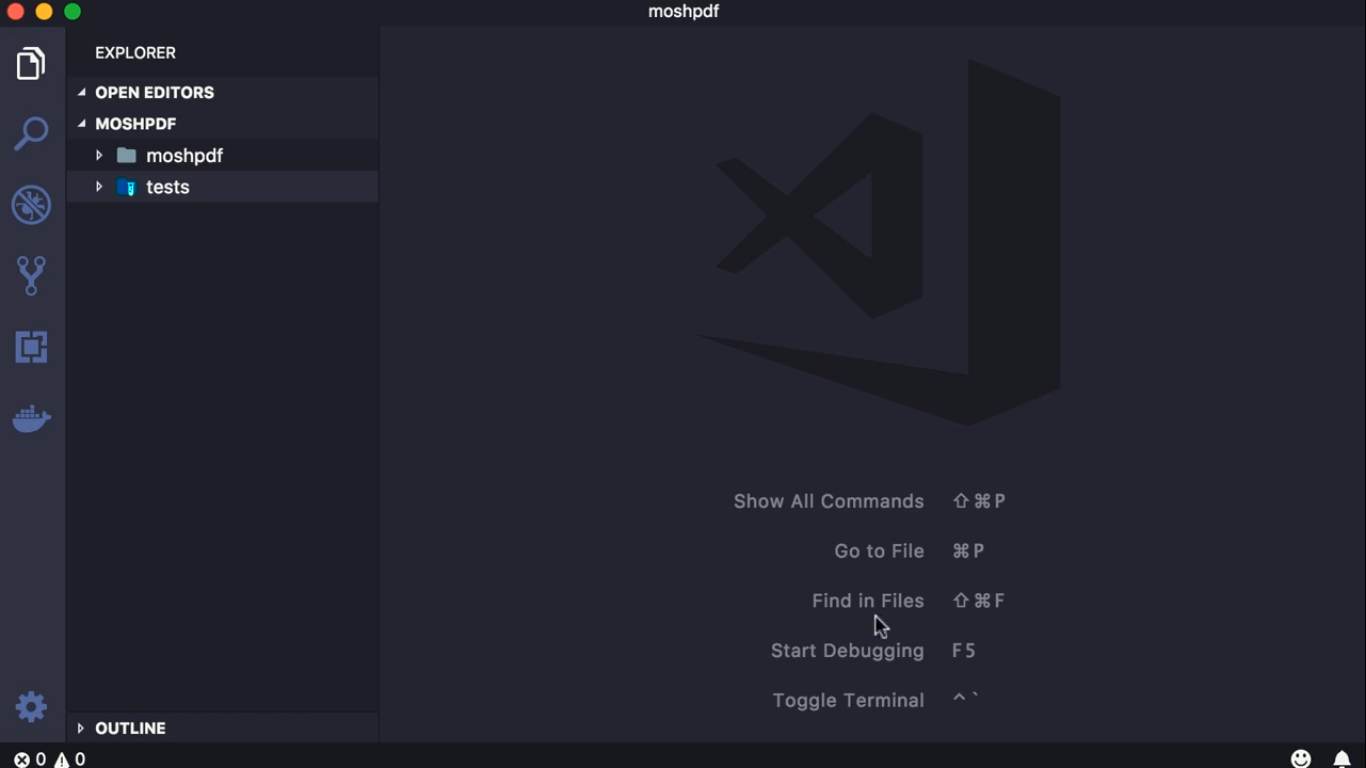 moshpdf
EXPLORER
OPEN EDITORS
MOSHPDF
moshpdf
tests
Show All Commands ⇧⌘P
Go to File ⌘P
Find in Files ⇧⌘F
Start Debugging F5
Toggle Terminal ^`
OUTLINE
0 0